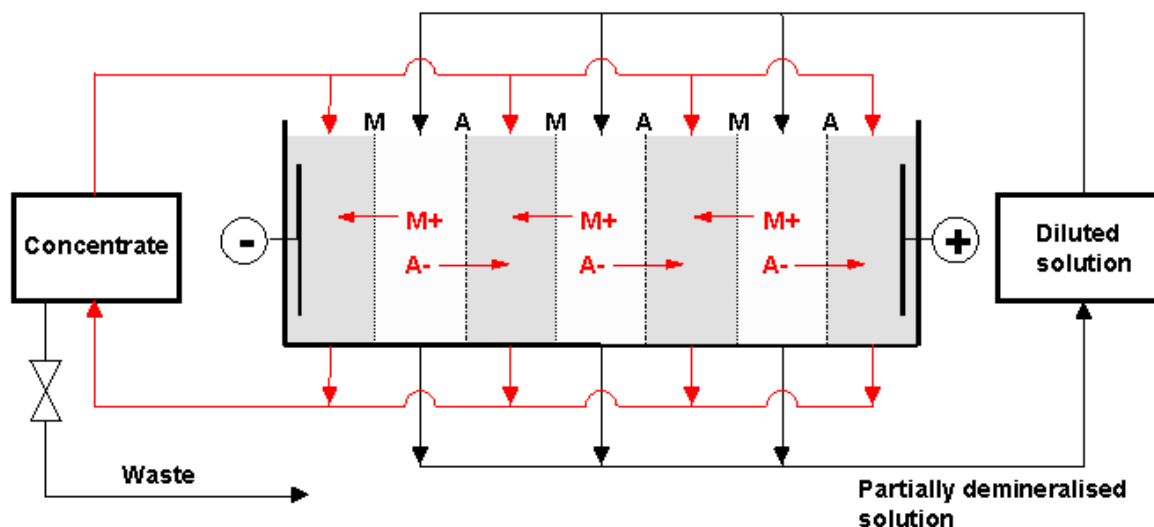 M A M A M A
M+ M+ M+
A- A- A-
Concentrate
-
+
Diluted
solution
Waste
Partially demineralised
solution